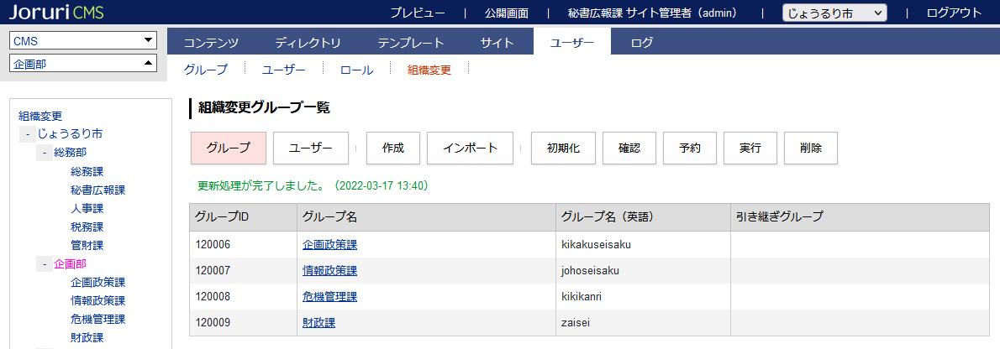 Joruri CMS
プレビュー | 公開画面 | 秘書広報課 サイト管理者（admin） | じょうるり市 | ログアウト
CMS
企画部
コンテンツ ディレクトリ テンプレート サイト ユーザー ログ
グループ ユーザー ロール 組織変更
組織変更
- じょうるり市
- 総務部
総務課
秘書広報課
人事課
税務課
管財課
- 企画部
企画政策課
情報政策課
危機管理課
財政課
組織変更グループ一覧
グループ ユーザー 作成 インポート 初期化 確認 予約 実行 削除
更新処理が完了しました。（2022-03-17 13:40）
グループID グループ名 グループ名（英語） 引き継ぎグループ
120006 企画政策課 kikakuseisaku
120007 情報政策課 johoseisaku
120008 危機管理課 kikikanri
120009 財政課 zaisei